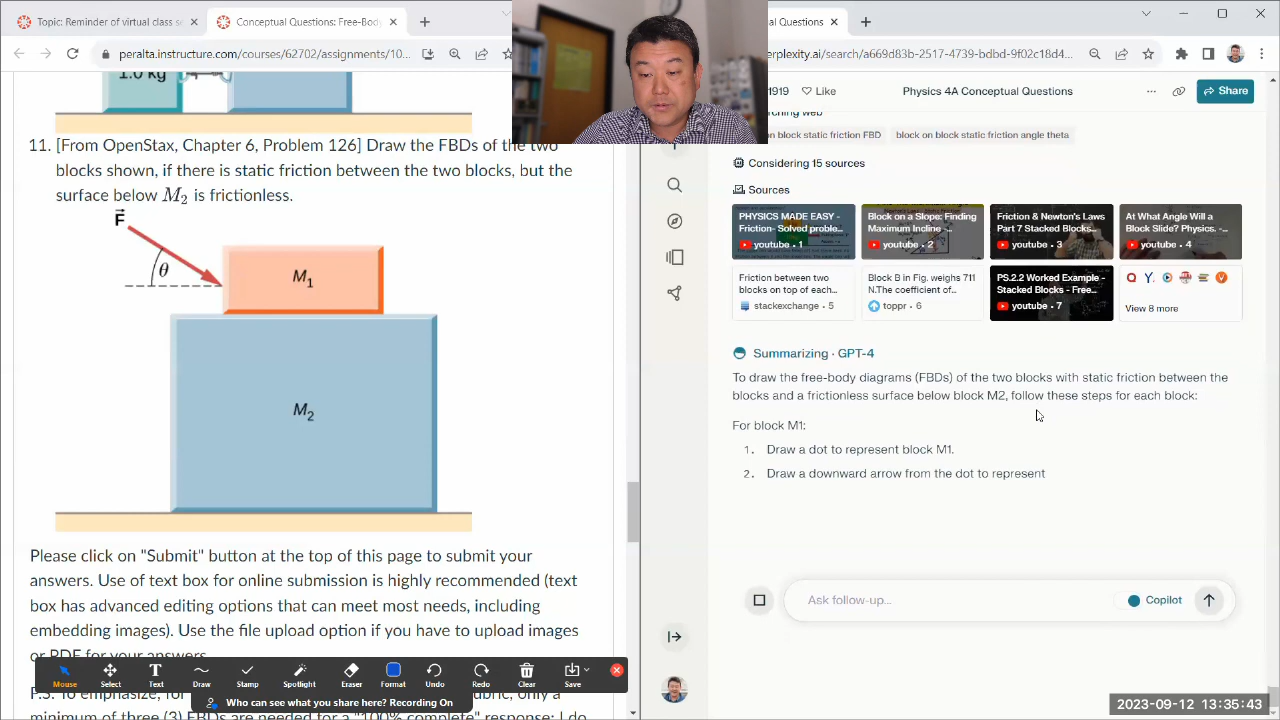 Topic: Reminder of virtual class se
Conceptual Questions: Free-Body
al Questions
peralta.instructure.com/courses/62702/assignments/10
erplexity.ai/search/a669d83b-2517-4739-bdbd-9f02c18d4...
1919
Like
Physics 4A Conceptual Questions
Share
1.0 kg
11. [From OpenStax, Chapter 6, Problem 126] Draw the FBDs of the two
blocks shown, if there is static friction between the two blocks, but the
surface below M2 is frictionless.
F
θ
M1
M2
Please click on "Submit" button at the top of this page to submit your
answers. Use of text box for online submission is highly recommended (text
box has advanced editing options that can meet most needs, including
embedding images). Use the file upload option if you have to upload images
or PDF for your answers.
Mouse
Select
Text
Draw
Stamp
Spotlight
Eraser
Format
Undo
Redo
Clear
Save
Who can see what you share here? Recording On
minimum of three (3) FBDs are needed for a "100% complete" response; I do
block static friction FBD
block on block static friction angle theta
Considering 15 sources
Sources
PHYSICS MADE EASY -
Friction- Solved proble...
youtube • 1
Block on a Slope: Finding
Maximum Incline -...
youtube • 2
Friction & Newton's Laws
Part 7 Stacked Blocks...
youtube • 3
At What Angle Will a
Block Slide? Physics. -...
youtube • 4
Friction between two
blocks on top of each...
stackexchange • 5
Block B in Fig. weighs 711
N.The coefficient of...
toppr • 6
PS.2.2 Worked Example -
Stacked Blocks - Free...
youtube • 7
View 8 more
Summarizing · GPT-4
To draw the free-body diagrams (FBDs) of the two blocks with static friction between the
blocks and a frictionless surface below block M2, follow these steps for each block:
For block M1:
1. Draw a dot to represent block M1.
2. Draw a downward arrow from the dot to represent
Ask follow-up...
Copilot
2023-09-12 13:35:43